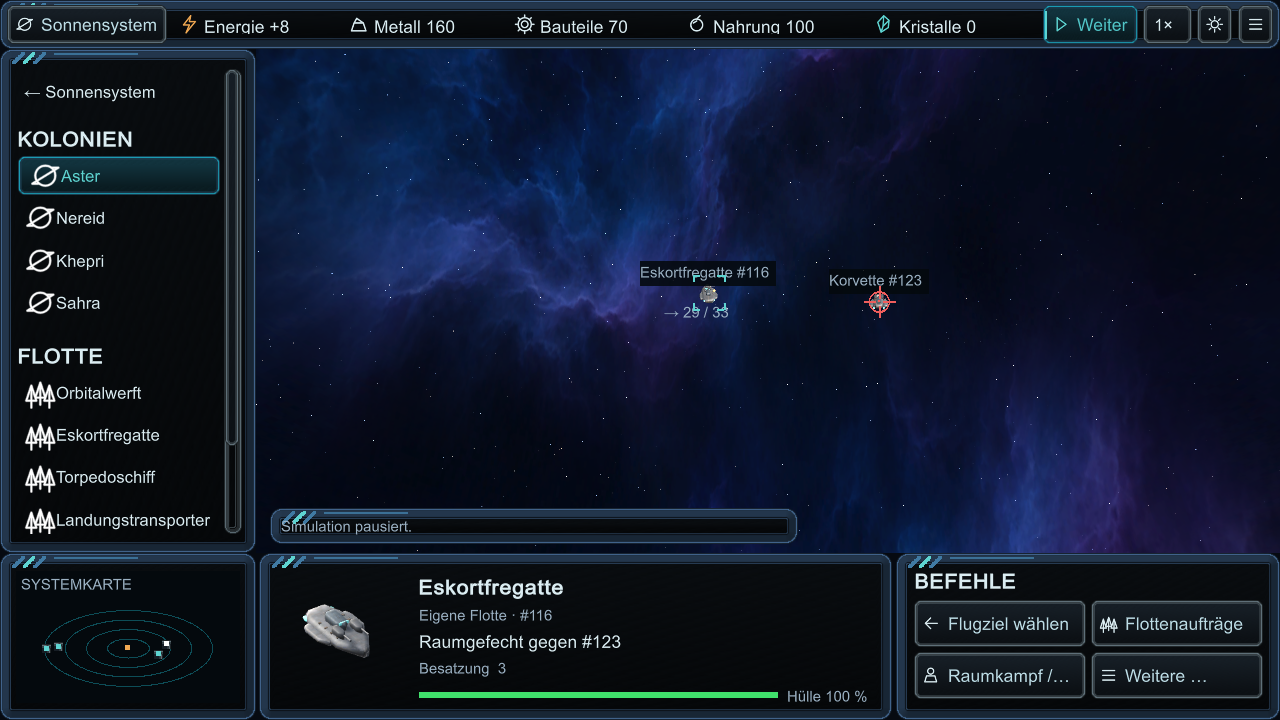 Sonnensystem
Energie +8
Metall 160
Bauteile 70
Nahrung 100
Kristalle 0
Weiter
1×
← Sonnensystem
KOLONIEN
Aster
Nereid
Khepri
Sahra
FLOTTE
Orbitalwerft
Eskortfregatte
Torpedoschiff
Landungstransporter
Eskortfregatte #116
→ 29 / 33
Korvette #123
Simulation pausiert.
SYSTEMKARTE
Eskortfregatte
Eigene Flotte · #116
Raumgefecht gegen #123
Besatzung 3
Hülle 100 %
BEFEHLE
Flugziel wählen
Flottenaufträge
Raumkampf /…
Weitere …